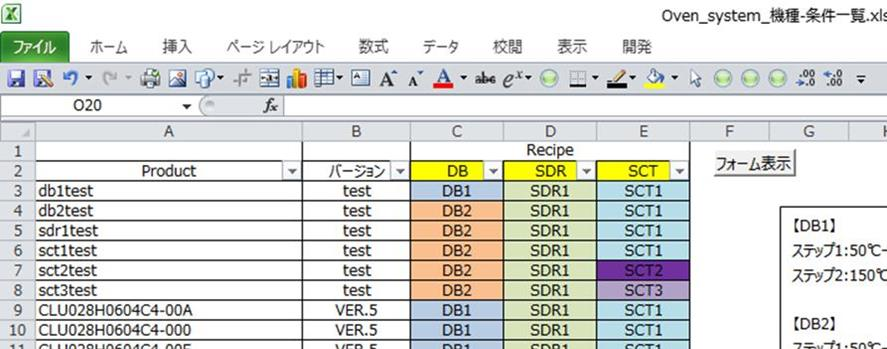 Oven_system_機種-条件一覧.xls
ファイル ホーム 挿入 ページ レイアウト 数式 データ 校閲 表示 開発
O20 fx
A B C D E F G
1 Recipe
2 Product バージョン DB SDR SCT フォーム表示
3 db1test test DB1 SDR1 SCT1
4 db2test test DB2 SDR1 SCT1
5 sdr1test test DB2 SDR1 SCT1 【DB1】
6 sct1test test DB2 SDR1 SCT1 ステップ1:50℃
7 sct2test test DB2 SDR1 SCT2 ステップ2:150℃
8 sct3test test DB2 SDR1 SCT3
9 CLU028H0604C4-00A VER.5 DB1 SDR1 SCT1
10 CLU028H0604C4-000 VER.5 DB1 SDR1 SCT1 【DB2】